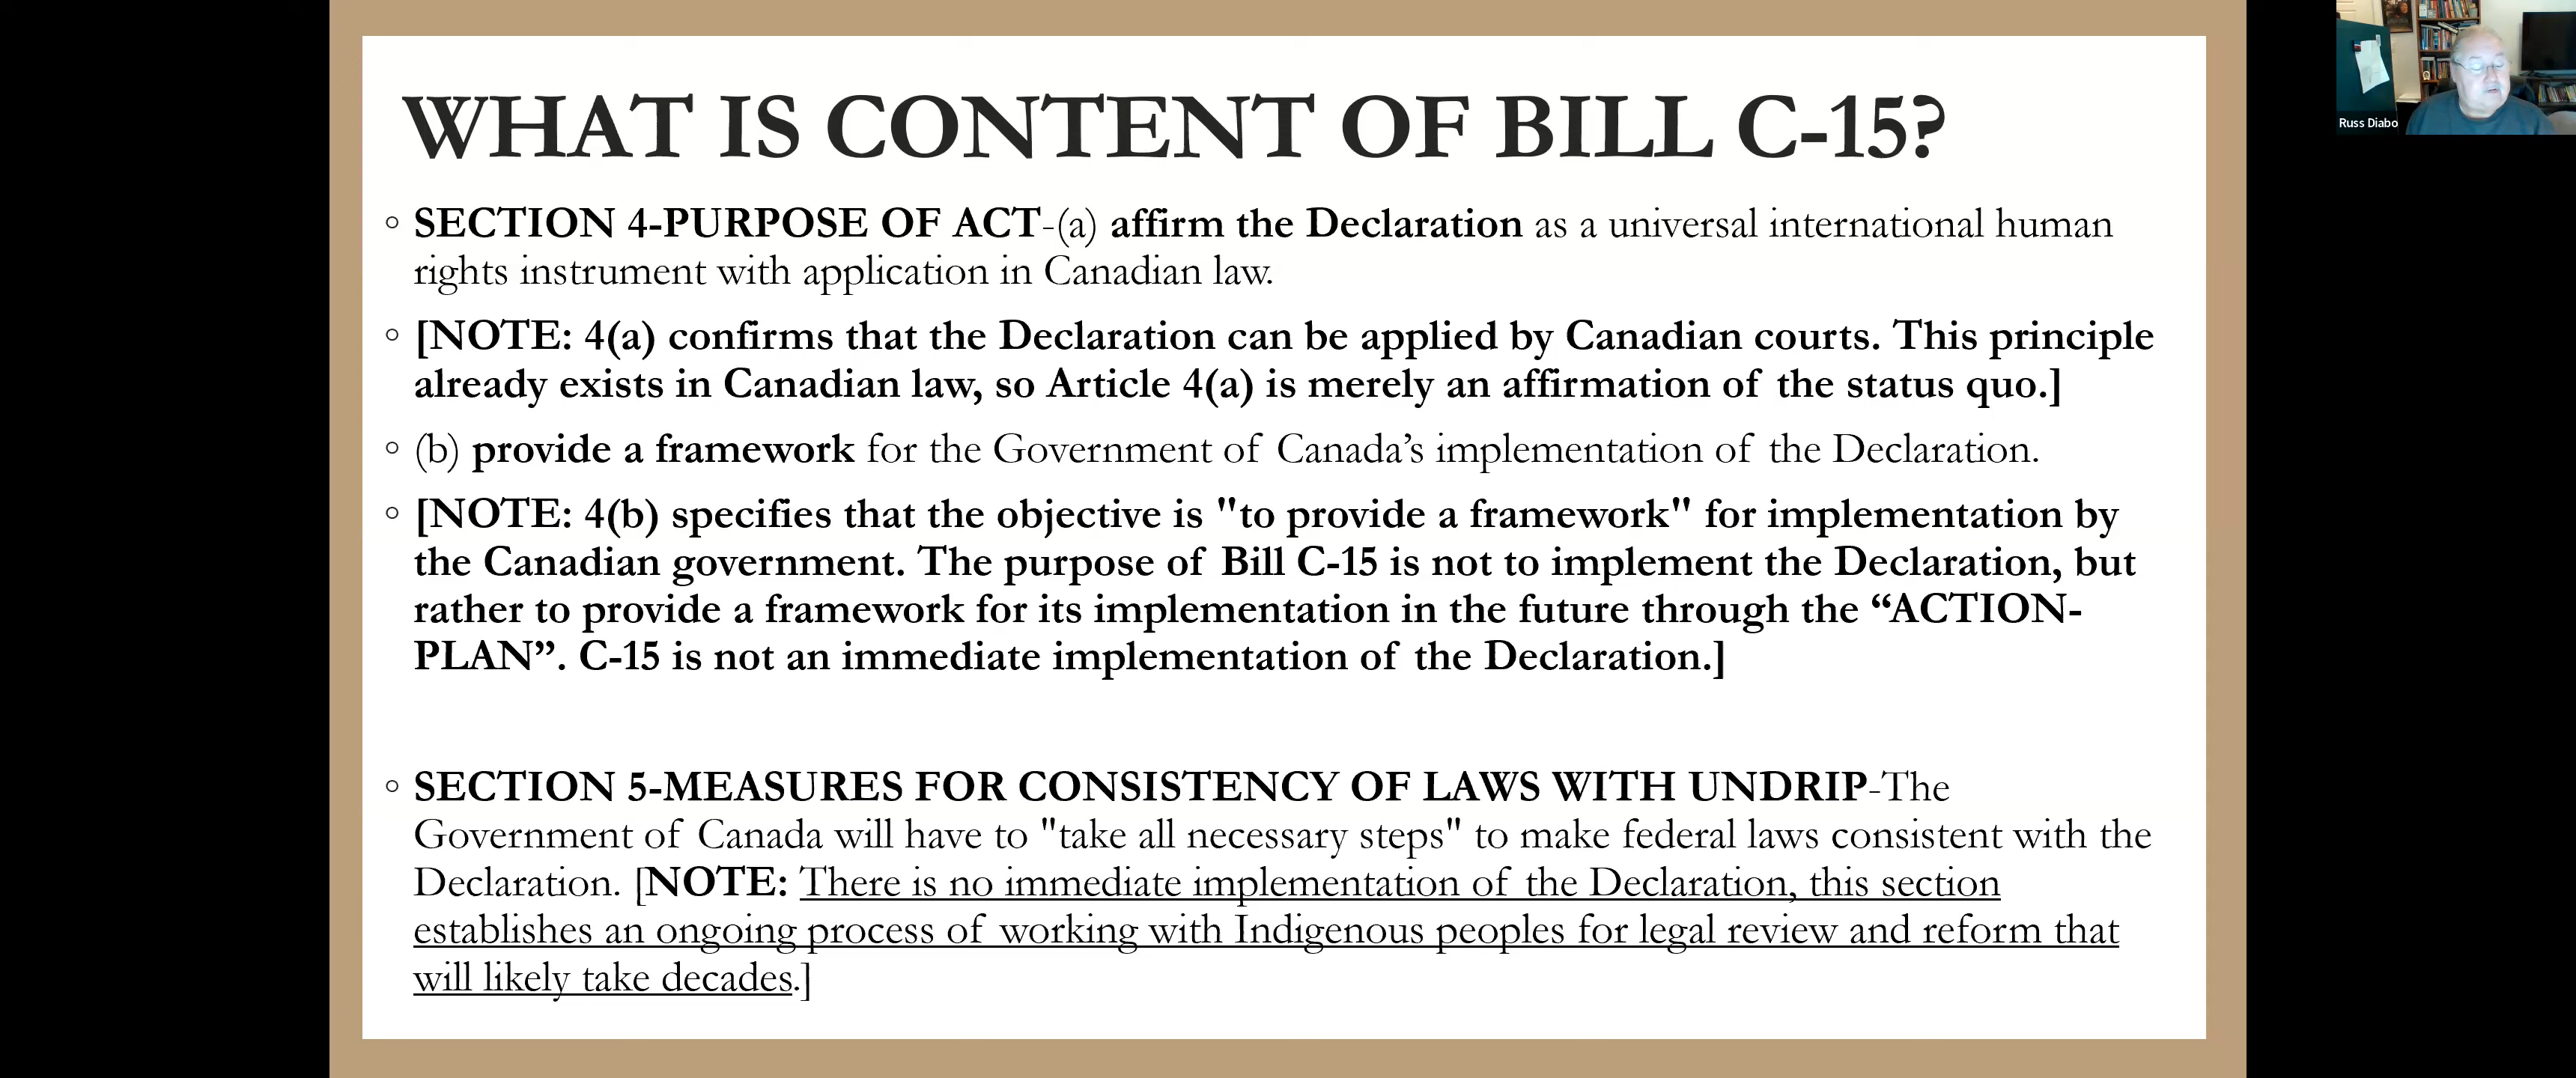 WHAT IS CONTENT OF BILL C-15?
◦ SECTION 4-PURPOSE OF ACT-(a) affirm the Declaration as a universal international human
rights instrument with application in Canadian law.
◦ [NOTE: 4(a) confirms that the Declaration can be applied by Canadian courts. This principle
already exists in Canadian law, so Article 4(a) is merely an affirmation of the status quo.]
◦ (b) provide a framework for the Government of Canada’s implementation of the Declaration.
◦ [NOTE: 4(b) specifies that the objective is "to provide a framework" for implementation by
the Canadian government. The purpose of Bill C-15 is not to implement the Declaration, but
rather to provide a framework for its implementation in the future through the “ACTION-
PLAN”. C-15 is not an immediate implementation of the Declaration.]
◦ SECTION 5-MEASURES FOR CONSISTENCY OF LAWS WITH UNDRIP-The
Government of Canada will have to "take all necessary steps" to make federal laws consistent with the
Declaration. [NOTE: There is no immediate implementation of the Declaration, this section
establishes an ongoing process of working with Indigenous peoples for legal review and reform that
will likely take decades.]
Russ Diabo